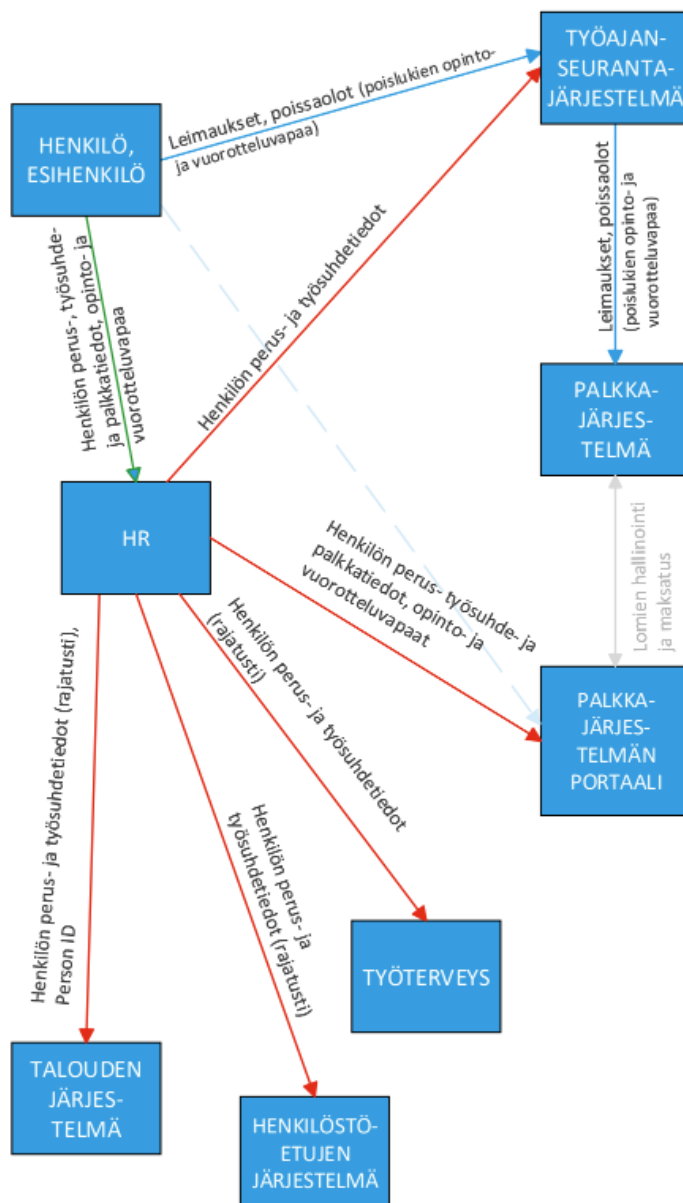 TYÖAJAN-
SEURANTA-
JÄRJESTELMÄ
HENKILÖ,
ESIHENKILÖ
Leimaukset, poissaolot (poislukien opinto-
ja vuorotteluvapaa)
Leimaukset, poissaolot
(poislukien opinto- ja
vuorotteluvapaa)
Henkilön perus-, työsuhde-
ja palkkatiedot, opinto- ja
vuorotteluvapaa
Henkilön perus- ja työsuhdetiedot
PALKKA-
JÄRJES-
TELMÄ
HR
Henkilön perus- työsuhde- ja
palkkatiedot, opinto- ja
vuorotteluvapaat
Lomien hallinointi
ja maksatus
PALKKA-
JÄRJES-
TELMÄN
PORTAALI
Henkilön perus- ja työsuhdetiedot
(rajatusti)
Henkilön perus- ja työsuhdetiedot (rajatusti),
Person ID
Henkilön perus- ja
työsuhdetiedot (rajatusti)
TYÖTERVEYS
TALOUDEN
JÄRJES-
TELMÄ
HENKILÖSTÖ-
ETUJEN
JÄRJESTELMÄ